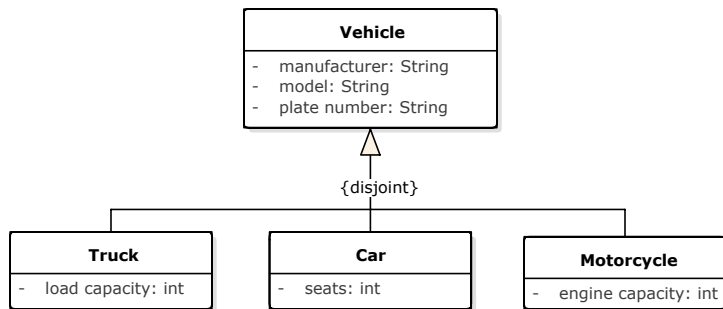 Vehicle
- manufacturer: String
- model: String
- plate number: String
{disjoint}
Truck
- load capacity: int
Car
- seats: int
Motorcycle
- engine capacity: int